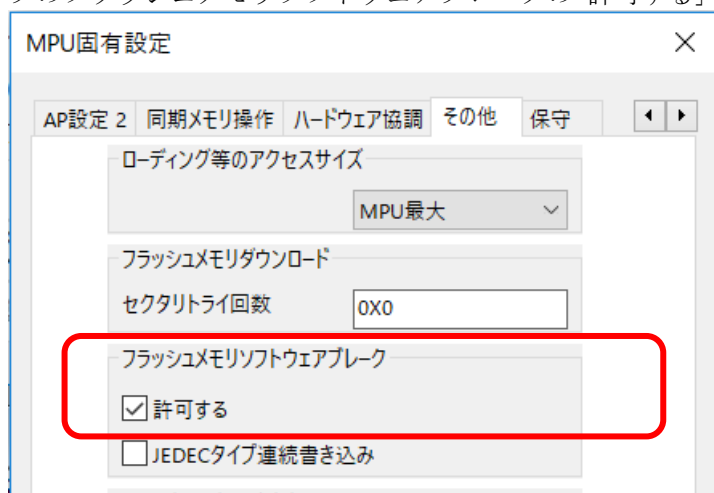 MPU固有設定
AP設定 2 同期メモリ操作 ハードウェア協調 その他 保守
ローディング等のアクセスサイズ
MPU最大
フラッシュメモリダウンロード
セクタリトライ回数 0X0
フラッシュメモリソフトウェアブレーク
許可する
JEDECタイプ連続書き込み